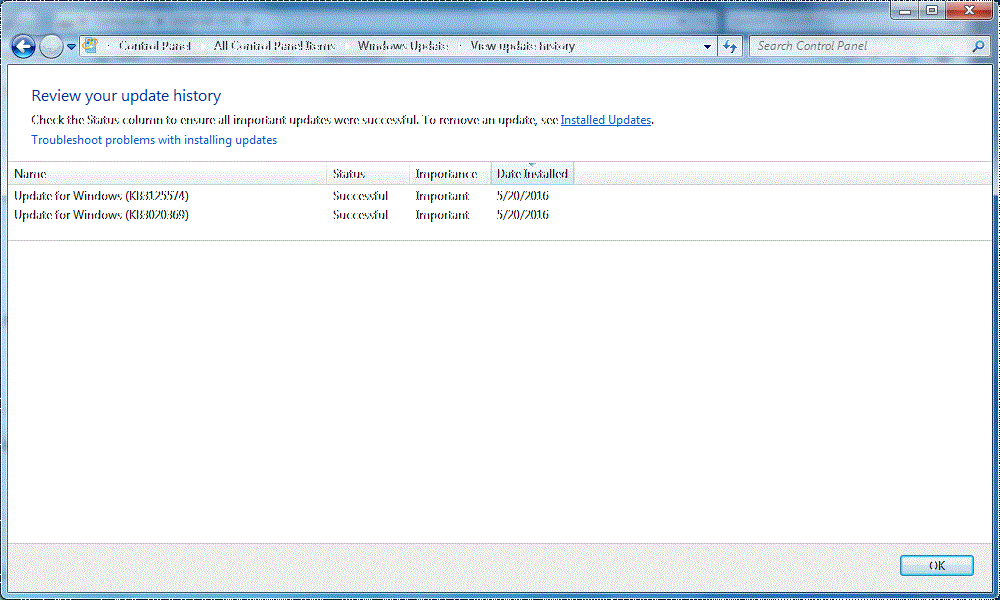 Control Panel All Control Panel Items Windows Update View update history Search Control Panel
Review your update history
Check the Status column to ensure all important updates were successful. To remove an update, see Installed Updates.
Troubleshoot problems with installing updates
Name Status Importance Date Installed
Update for Windows (KB3125574) Successful Important 5/20/2016
Update for Windows (KB3020369) Successful Important 5/20/2016
OK